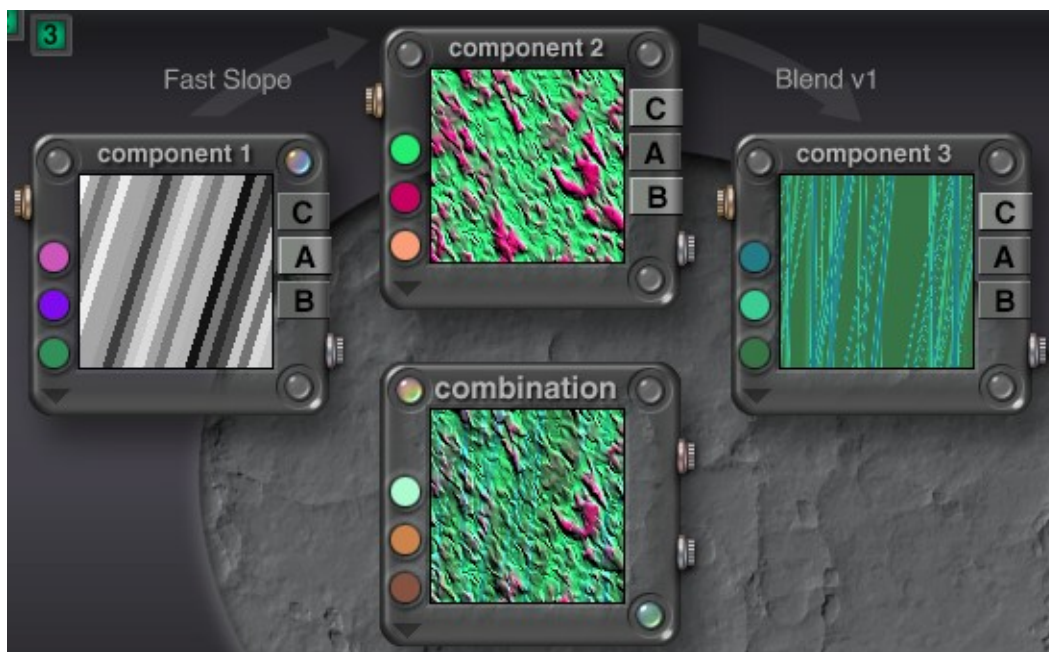 3
component 2
Fast Slope
Blend v1
C
A
B
component 1
C
A
B
component 3
C
A
B
combination